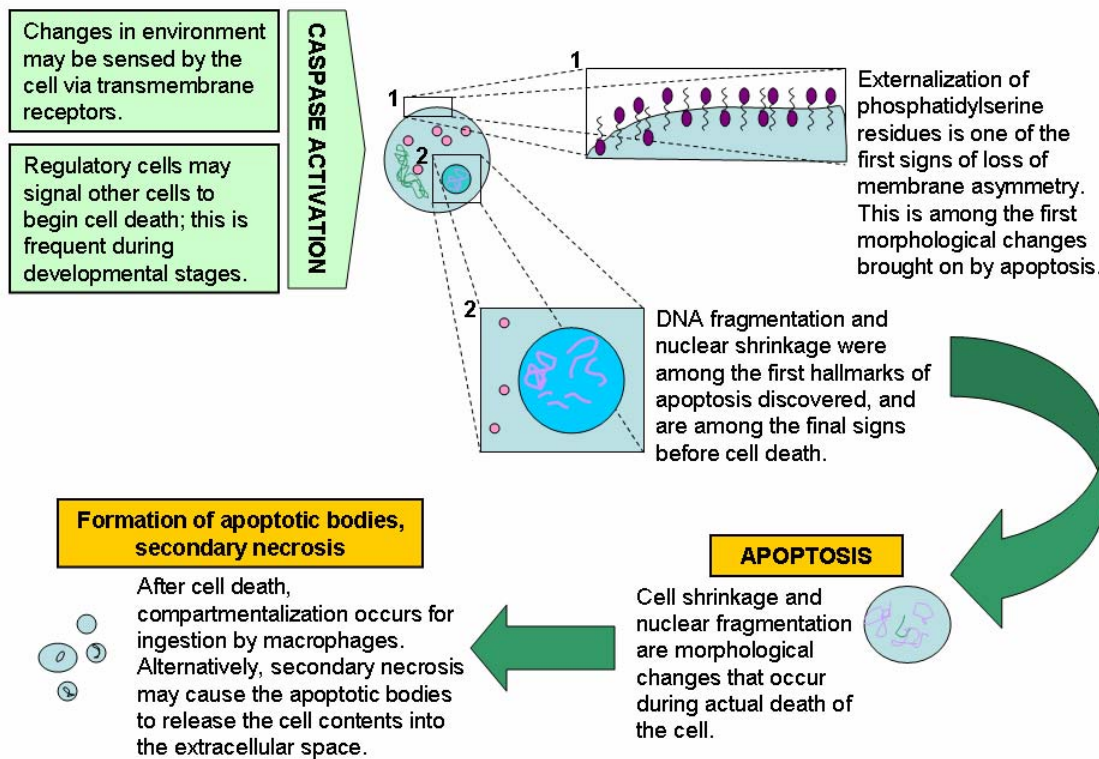 Changes in environment
may be sensed by the
cell via transmembrane
receptors.
Regulatory cells may
signal other cells to
begin cell death; this is
frequent during
developmental stages.
CASPASE ACTIVATION
1
2
1
Externalization of
phosphatidylserine
residues is one of the
first signs of loss of
membrane asymmetry.
This is among the first
morphological changes
brought on by apoptosis.
2
DNA fragmentation and
nuclear shrinkage were
among the first hallmarks of
apoptosis discovered, and
are among the final signs
before cell death.
APOPTOSIS
Cell shrinkage and
nuclear fragmentation
are morphological
changes that occur
during actual death of
the cell.
Formation of apoptotic bodies,
secondary necrosis
After cell death,
compartmentalization occurs for
ingestion by macrophages.
Alternatively, secondary necrosis
may cause the apoptotic bodies
to release the cell contents into
the extracellular space.